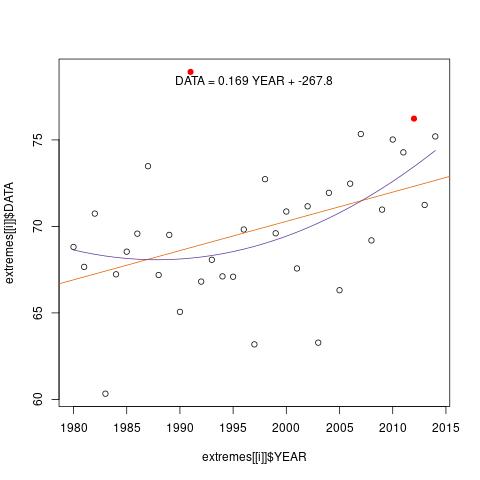 DATA = 0.169 YEAR + -267.8
extremes[[i]]$DATA
75
70
65
60
1980 1985 1990 1995 2000 2005 2010 2015
extremes[[i]]$YEAR